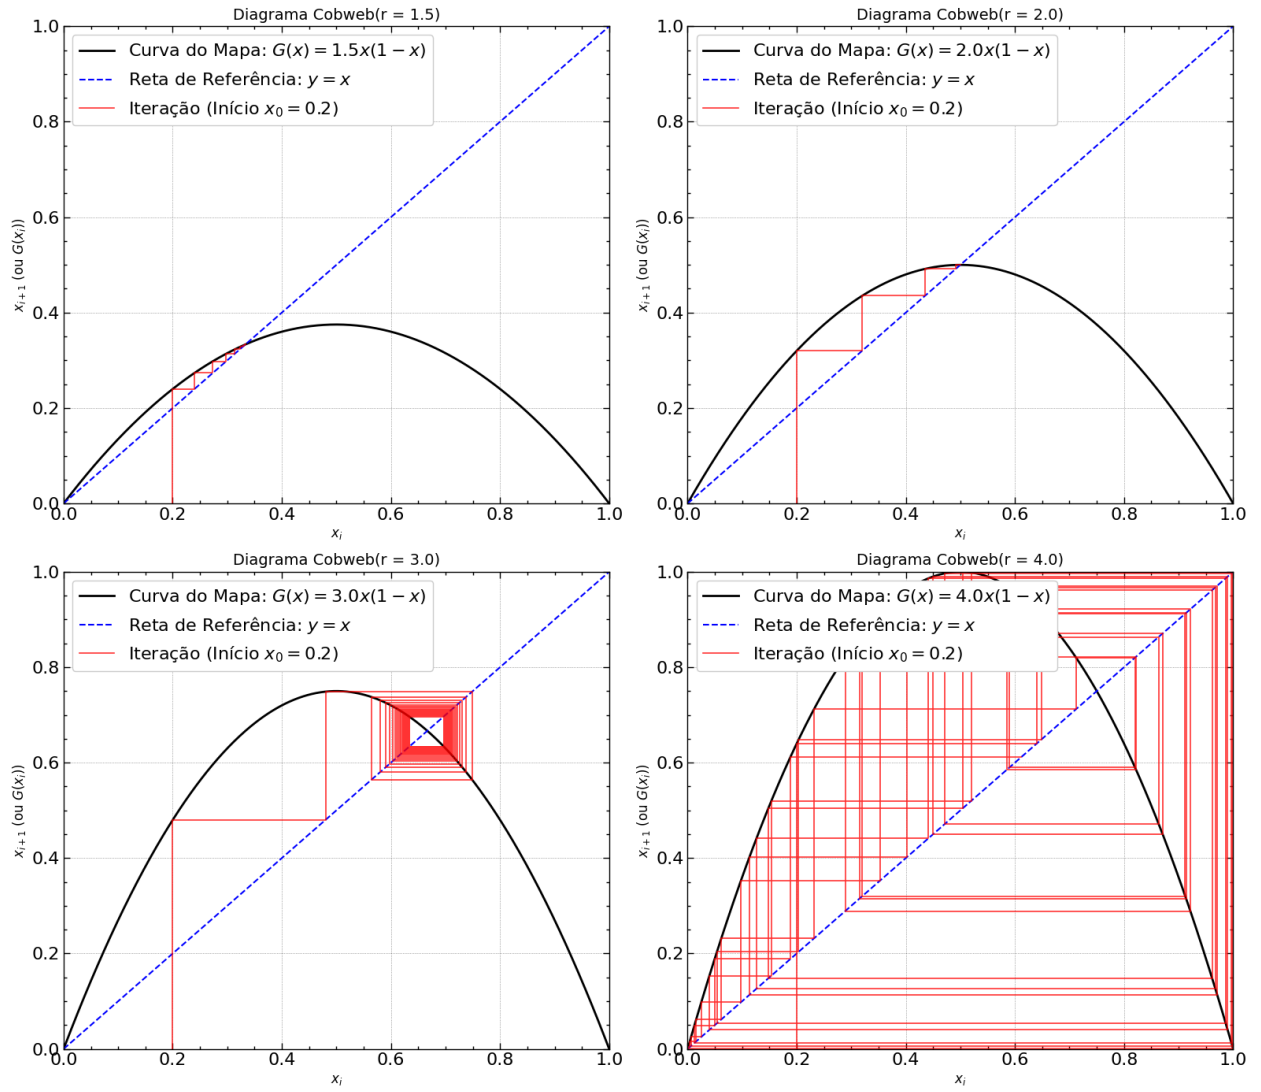 Diagrama Cobweb(r = 1.5)
Curva do Mapa: G(x) = 1.5x(1 − x)
Reta de Referência: y = x
Iteração (Início x₀ = 0.2)
1.0
0.8
0.6
0.4
0.2
0.0
xᵢ₊₁ (ou G(xᵢ))
0.0 0.2 0.4 0.6 0.8 1.0
xᵢ
Diagrama Cobweb(r = 2.0)
Curva do Mapa: G(x) = 2.0x(1 − x)
Reta de Referência: y = x
Iteração (Início x₀ = 0.2)
1.0
0.8
0.6
0.4
0.2
0.0
xᵢ₊₁ (ou G(xᵢ))
0.0 0.2 0.4 0.6 0.8 1.0
xᵢ
Diagrama Cobweb(r = 3.0)
Curva do Mapa: G(x) = 3.0x(1 − x)
Reta de Referência: y = x
Iteração (Início x₀ = 0.2)
1.0
0.8
0.6
0.4
0.2
0.0
xᵢ₊₁ (ou G(xᵢ))
0.0 0.2 0.4 0.6 0.8 1.0
xᵢ
Diagrama Cobweb(r = 4.0)
Curva do Mapa: G(x) = 4.0x(1 − x)
Reta de Referência: y = x
Iteração (Início x₀ = 0.2)
1.0
0.8
0.6
0.4
0.2
0.0
xᵢ₊₁ (ou G(xᵢ))
0.0 0.2 0.4 0.6 0.8 1.0
xᵢ